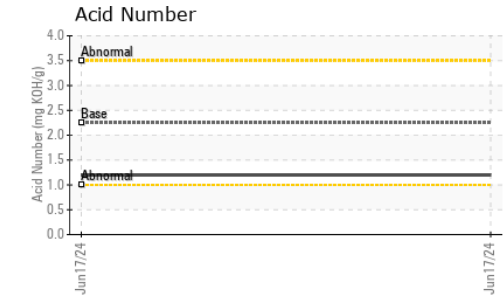 Acid Number
Acid Number (mg KOH/g)
4.0
3.5
3.0
2.5
2.0
1.5
1.0
0.5
0.0
Abnormal
Base
Abnormal
Jun17/24
Jun17/24